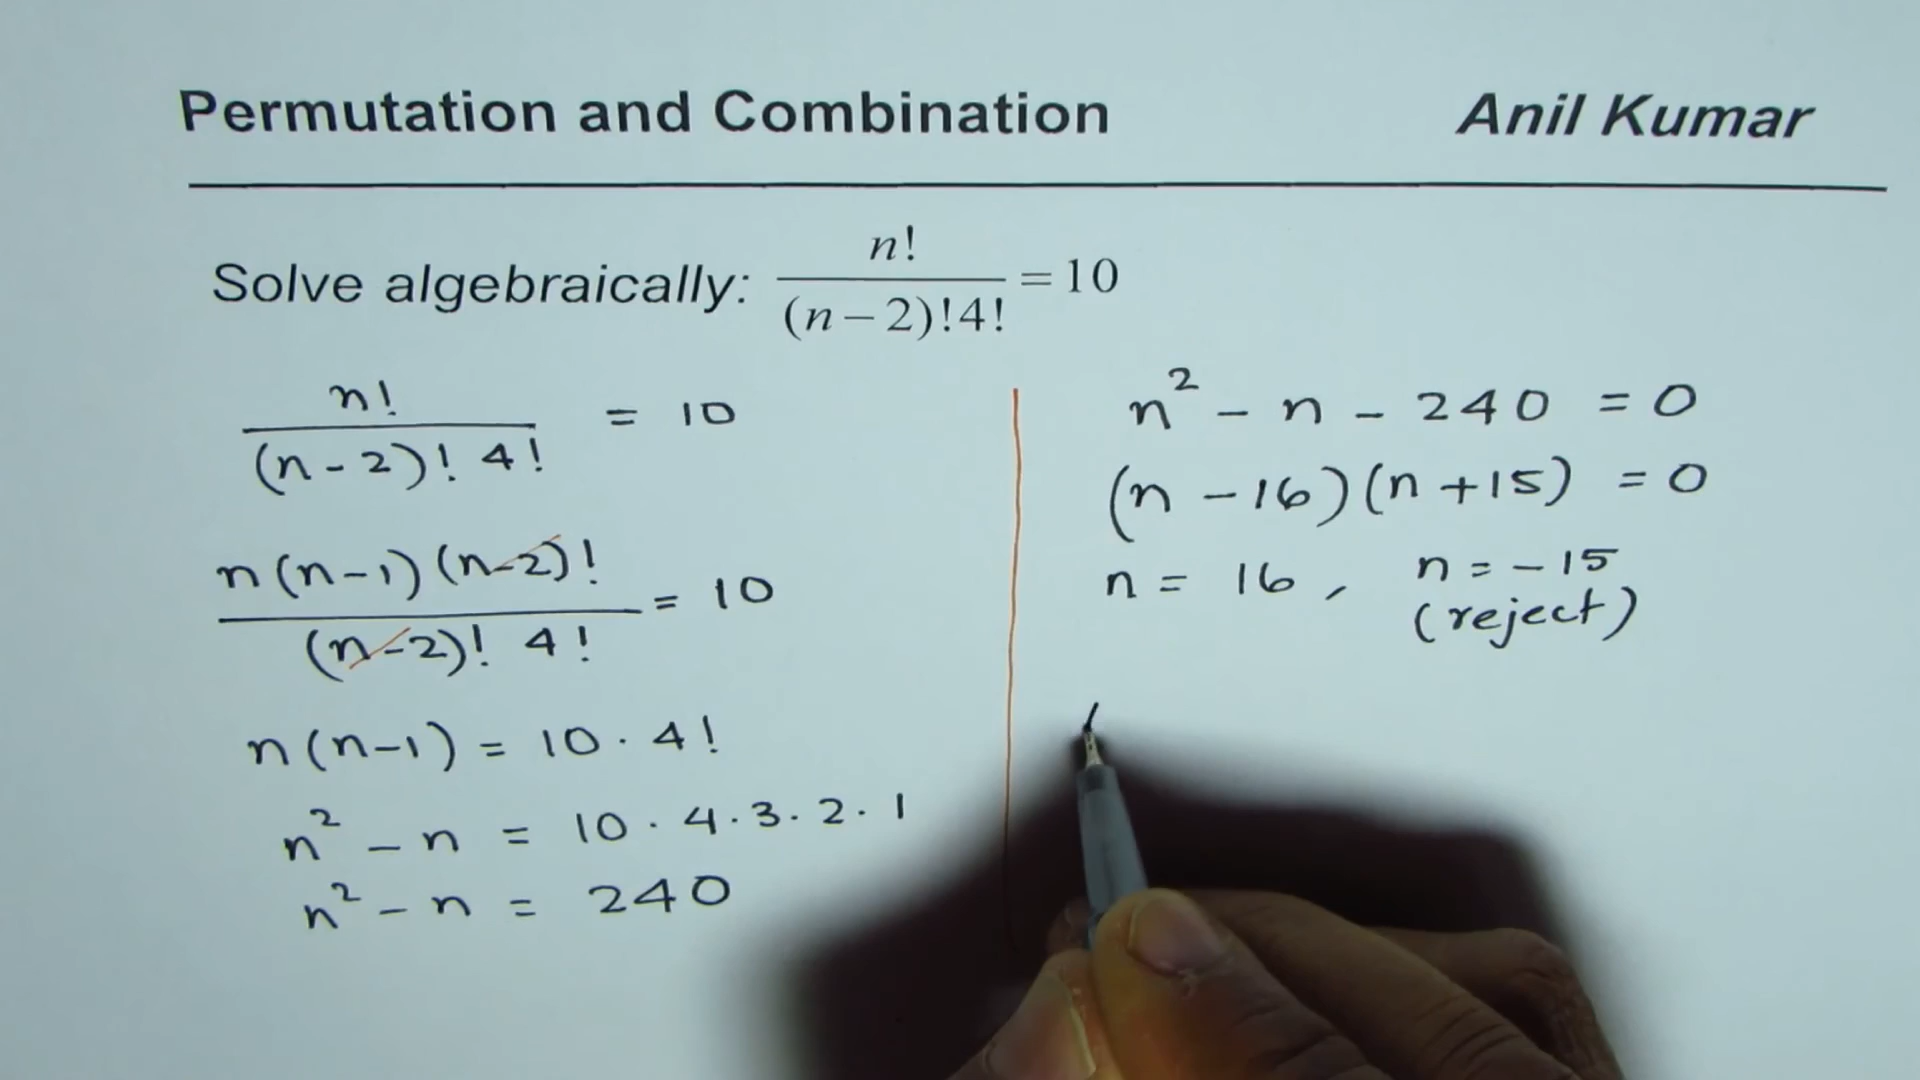 Permutation and Combination
Anil Kumar
Solve algebraically: n!/((n−2)!4!) = 10
n!/((n-2)! 4!) = 10
n(n-1)(n-2)!/((n-2)! 4!) = 10
n(n-1) = 10 · 4!
n² - n = 10 · 4 · 3 · 2 · 1
n² - n = 240
n² - n - 240 = 0
(n - 16)(n + 15) = 0
n = 16, n = -15
(reject)